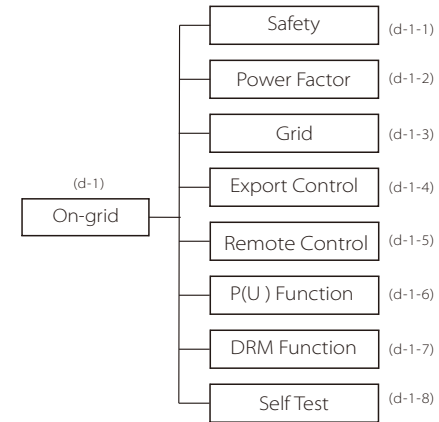 Safety (d-1-1)
Power Factor (d-1-2)
Grid (d-1-3)
(d-1)
On-grid
Export Control (d-1-4)
Remote Control (d-1-5)
P(U ) Function (d-1-6)
DRM Function (d-1-7)
Self Test (d-1-8)